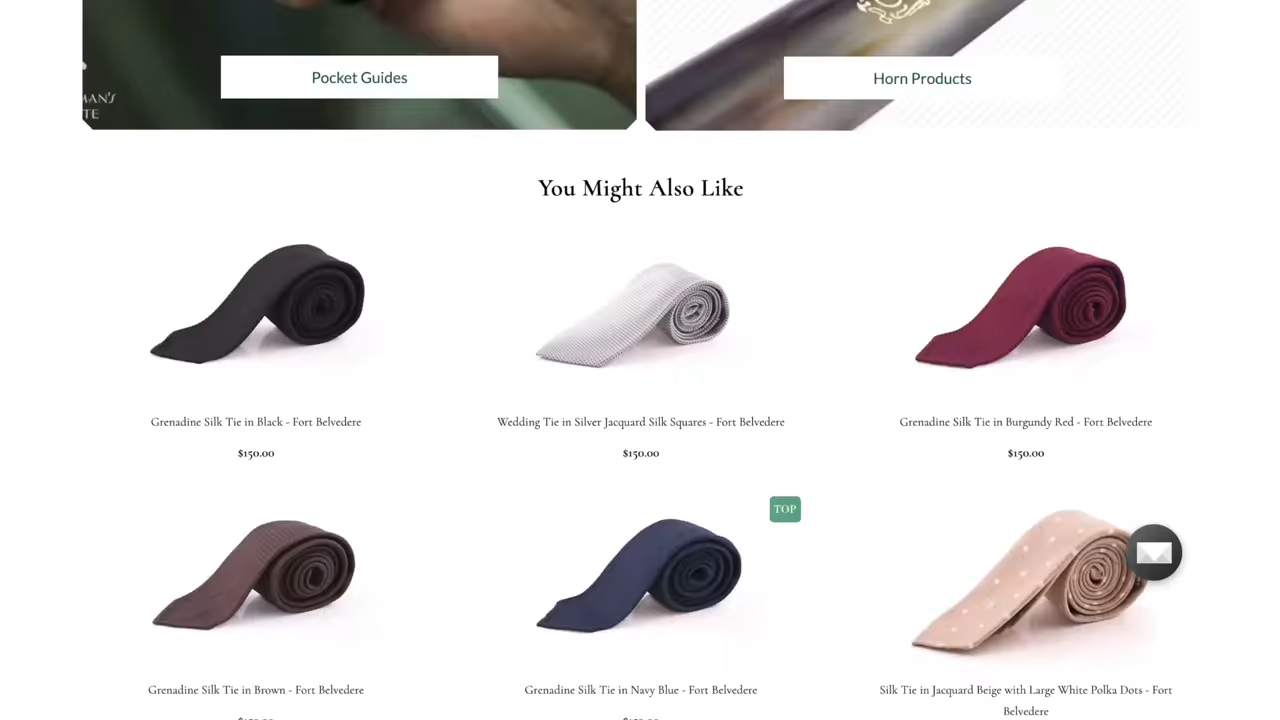 Pocket Guides
Horn Products
MAN'S
TE
You Might Also Like
Grenadine Silk Tie in Black - Fort Belvedere
Wedding Tie in Silver Jacquard Silk Squares - Fort Belvedere
Grenadine Silk Tie in Burgundy Red - Fort Belvedere
$150.00
$150.00
$150.00
TOP
Grenadine Silk Tie in Brown - Fort Belvedere
Grenadine Silk Tie in Navy Blue - Fort Belvedere
Silk Tie in Jacquard Beige with Large White Polka Dots - Fort
Belvedere